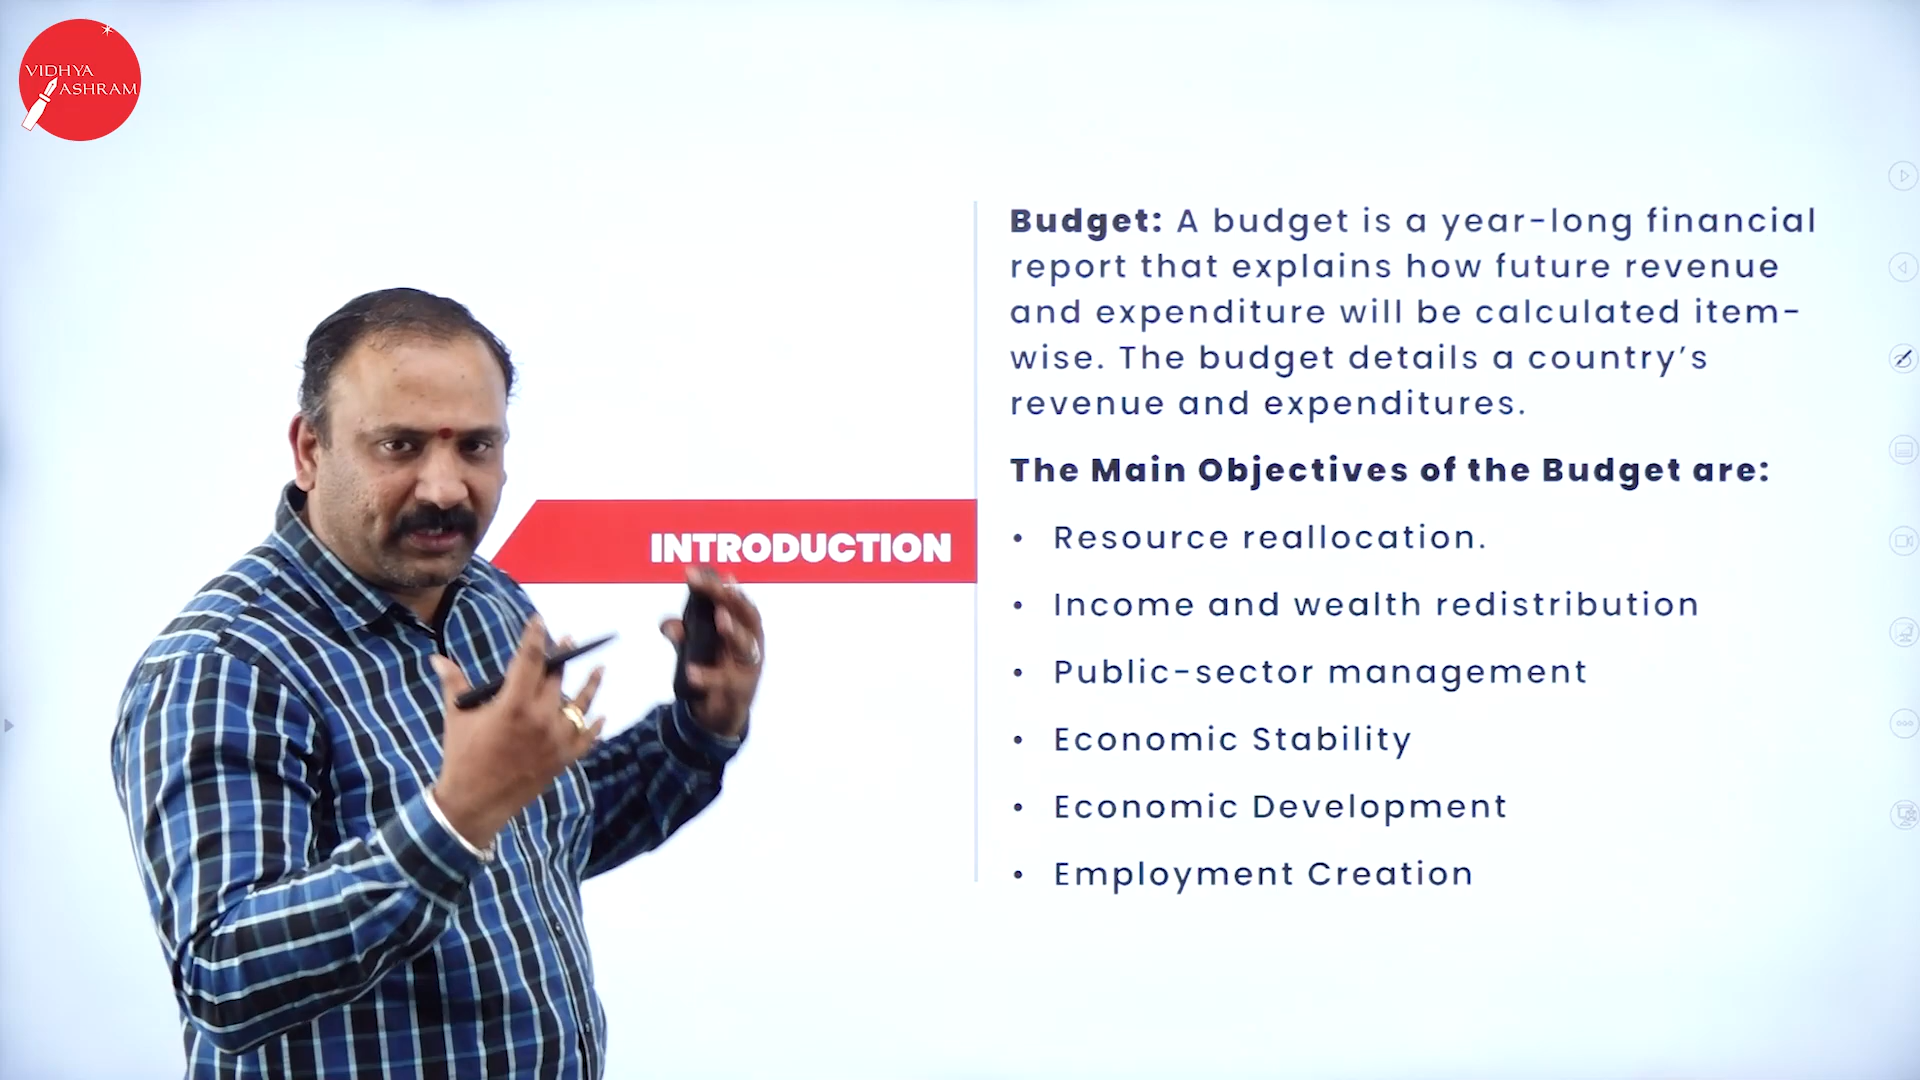 VIDHYA
ASHRAM
INTRODUCTION
Budget: A budget is a year-long financial
report that explains how future revenue
and expenditure will be calculated item-
wise. The budget details a country's
revenue and expenditures.
The Main Objectives of the Budget are:
• Resource reallocation.
• Income and wealth redistribution
• Public-sector management
• Economic Stability
• Economic Development
• Employment Creation